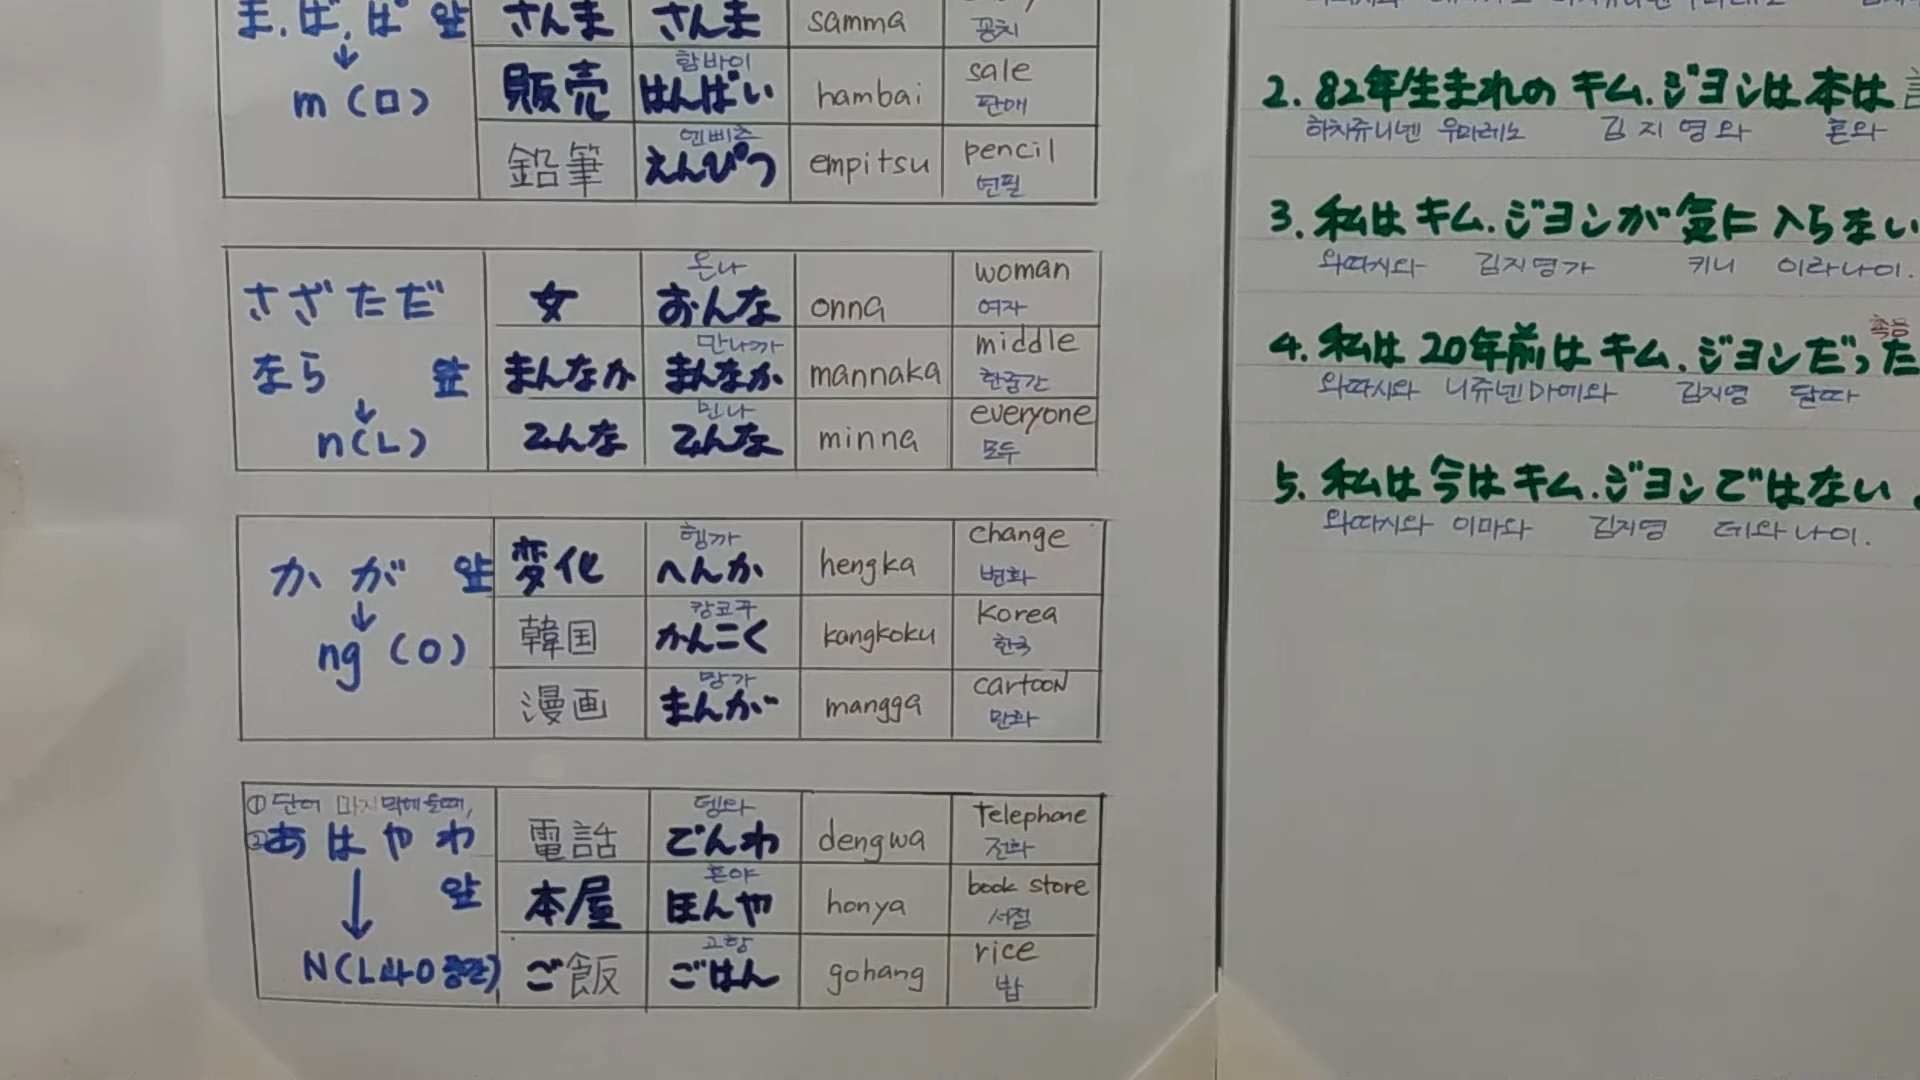 ま.ば.ぱ 앞
↓
m (ㅁ)
さんま さんま samma 꽁치
함바이
販売 はんばい hambai sale 판매
엔삐츠
鉛筆 えんぴつ empitsu pencil 연필
さ ざ た だ
な ら 앞
↓
n (ㄴ)
온나
女 おんな onna woman 여자
만나까
まんなか まんなか mannaka middle 한중간
민나
みんな みんな minna everyone 모두
か が 앞
↓
ng (ㅇ)
헹까
変化 へんか hengka change 변화
캉코꾸
韓国 かんこく kangkoku Korea 한국
망가
漫画 まんが mangga cartoon 만화
① 단어 마지막에 올때,
② あ は や わ
앞
↓
N (ㄴ과ㅇ 중간)
뎅와
電話 でんわ dengwa Telephone 전화
혼야
本屋 ほんや honya book store 서점
고항
ご飯 ごはん gohang rice 밥
2. 82年生まれの キム.ジヨンは 本は
하치쥬니넨 우마레노 김지영와 혼와
3. 私は キム.ジヨンが 気に 入らない
와따시와 김지영가 키니 이라나이.
촉음
4. 私は 20年前は キム.ジヨンだった
와따시와 니쥬넨마에와 김지영 닫따
5. 私は 今は キム.ジヨンではない.
와따시와 이마와 김지영 데와나이.